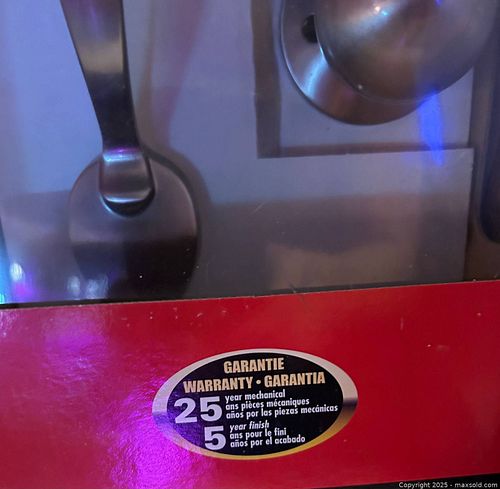 GARANTIE
WARRANTY • GARANTIA
25 year mechanical
ans pièces mécaniques
años por las piezas mecánicas
5 year finish
ans pour le fini
años por el acabado
Copyright 2025 - maxsold.com